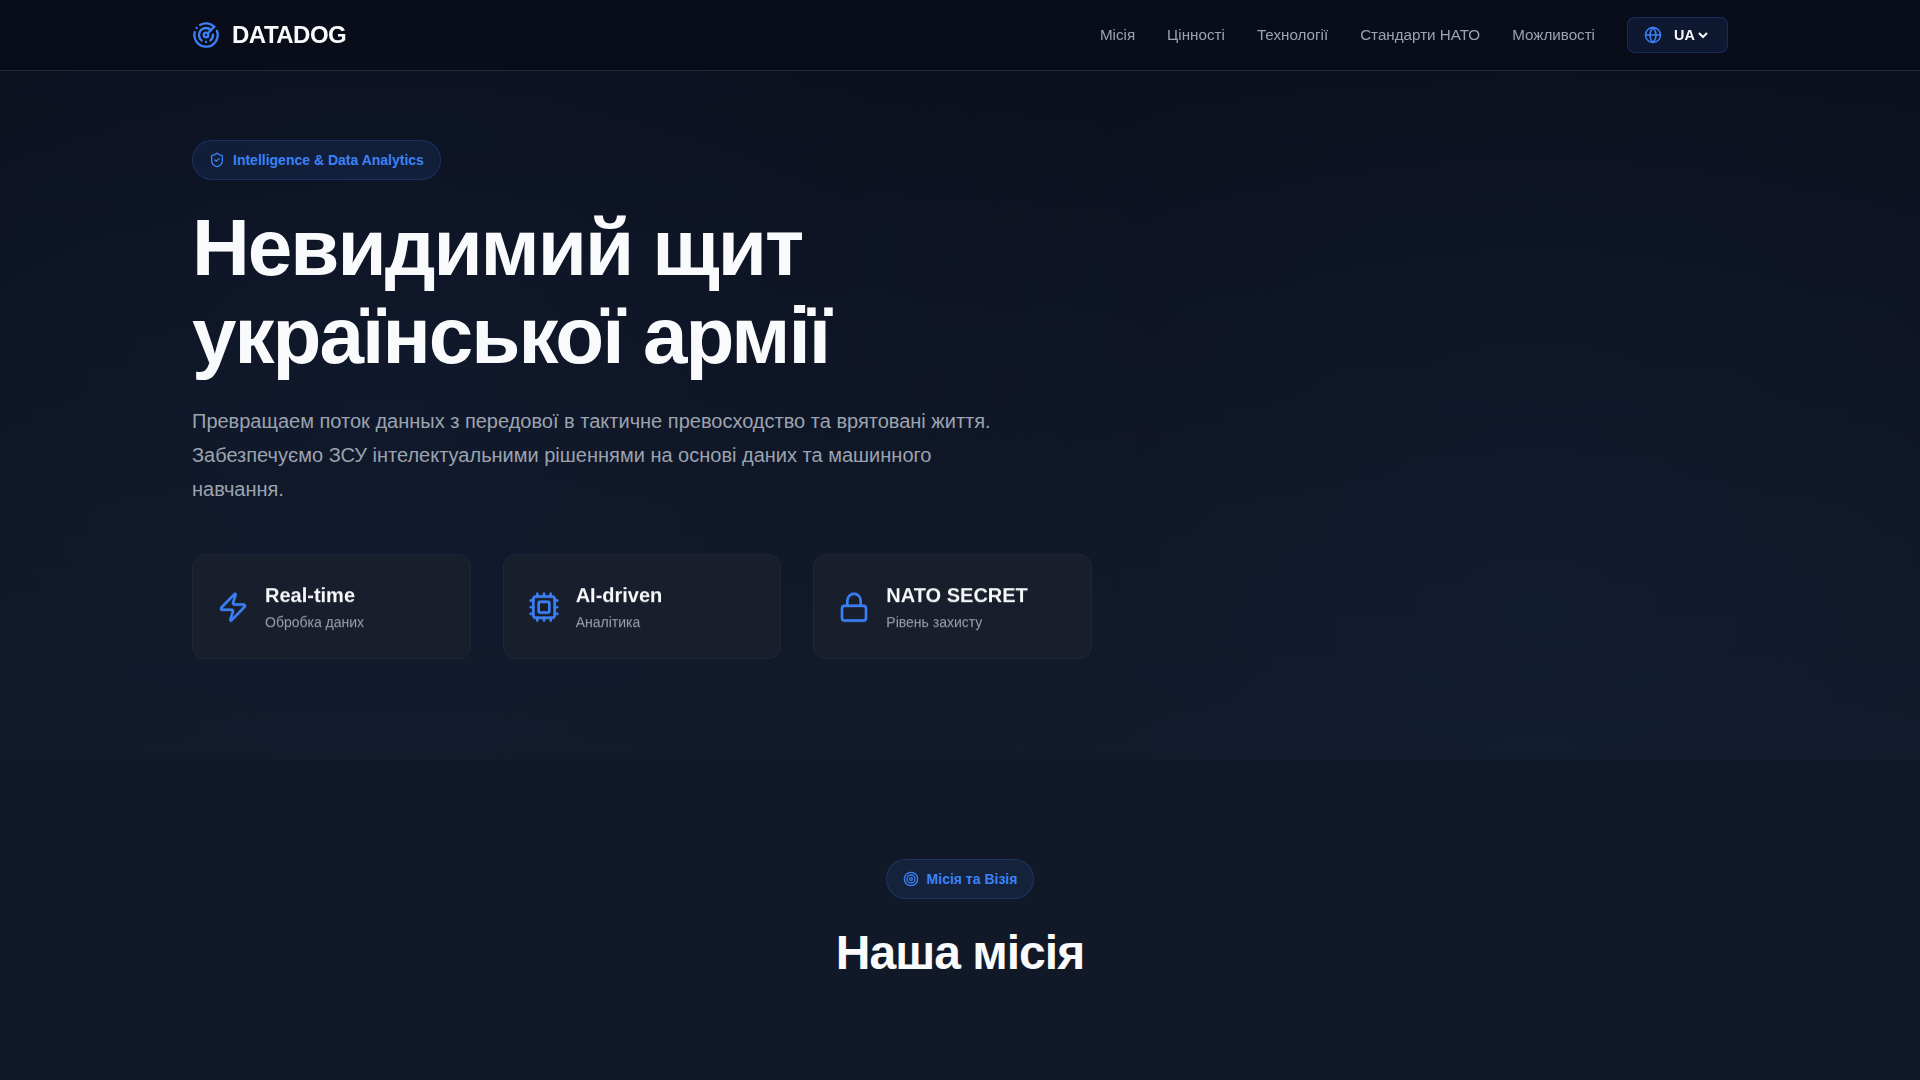 DATADOG
Місія
Цінності
Технології
Стандарти НАТО
Можливості
UA
Intelligence & Data Analytics
Невидимий щит
української армії
Превращаем поток данных з передової в тактичне превосходство та врятовані життя.
Забезпечуємо ЗСУ інтелектуальними рішеннями на основі даних та машинного
навчання.
Real-time
Обробка даних
AI-driven
Аналітика
NATO SECRET
Рівень захисту
Місія та Візія
Наша місія